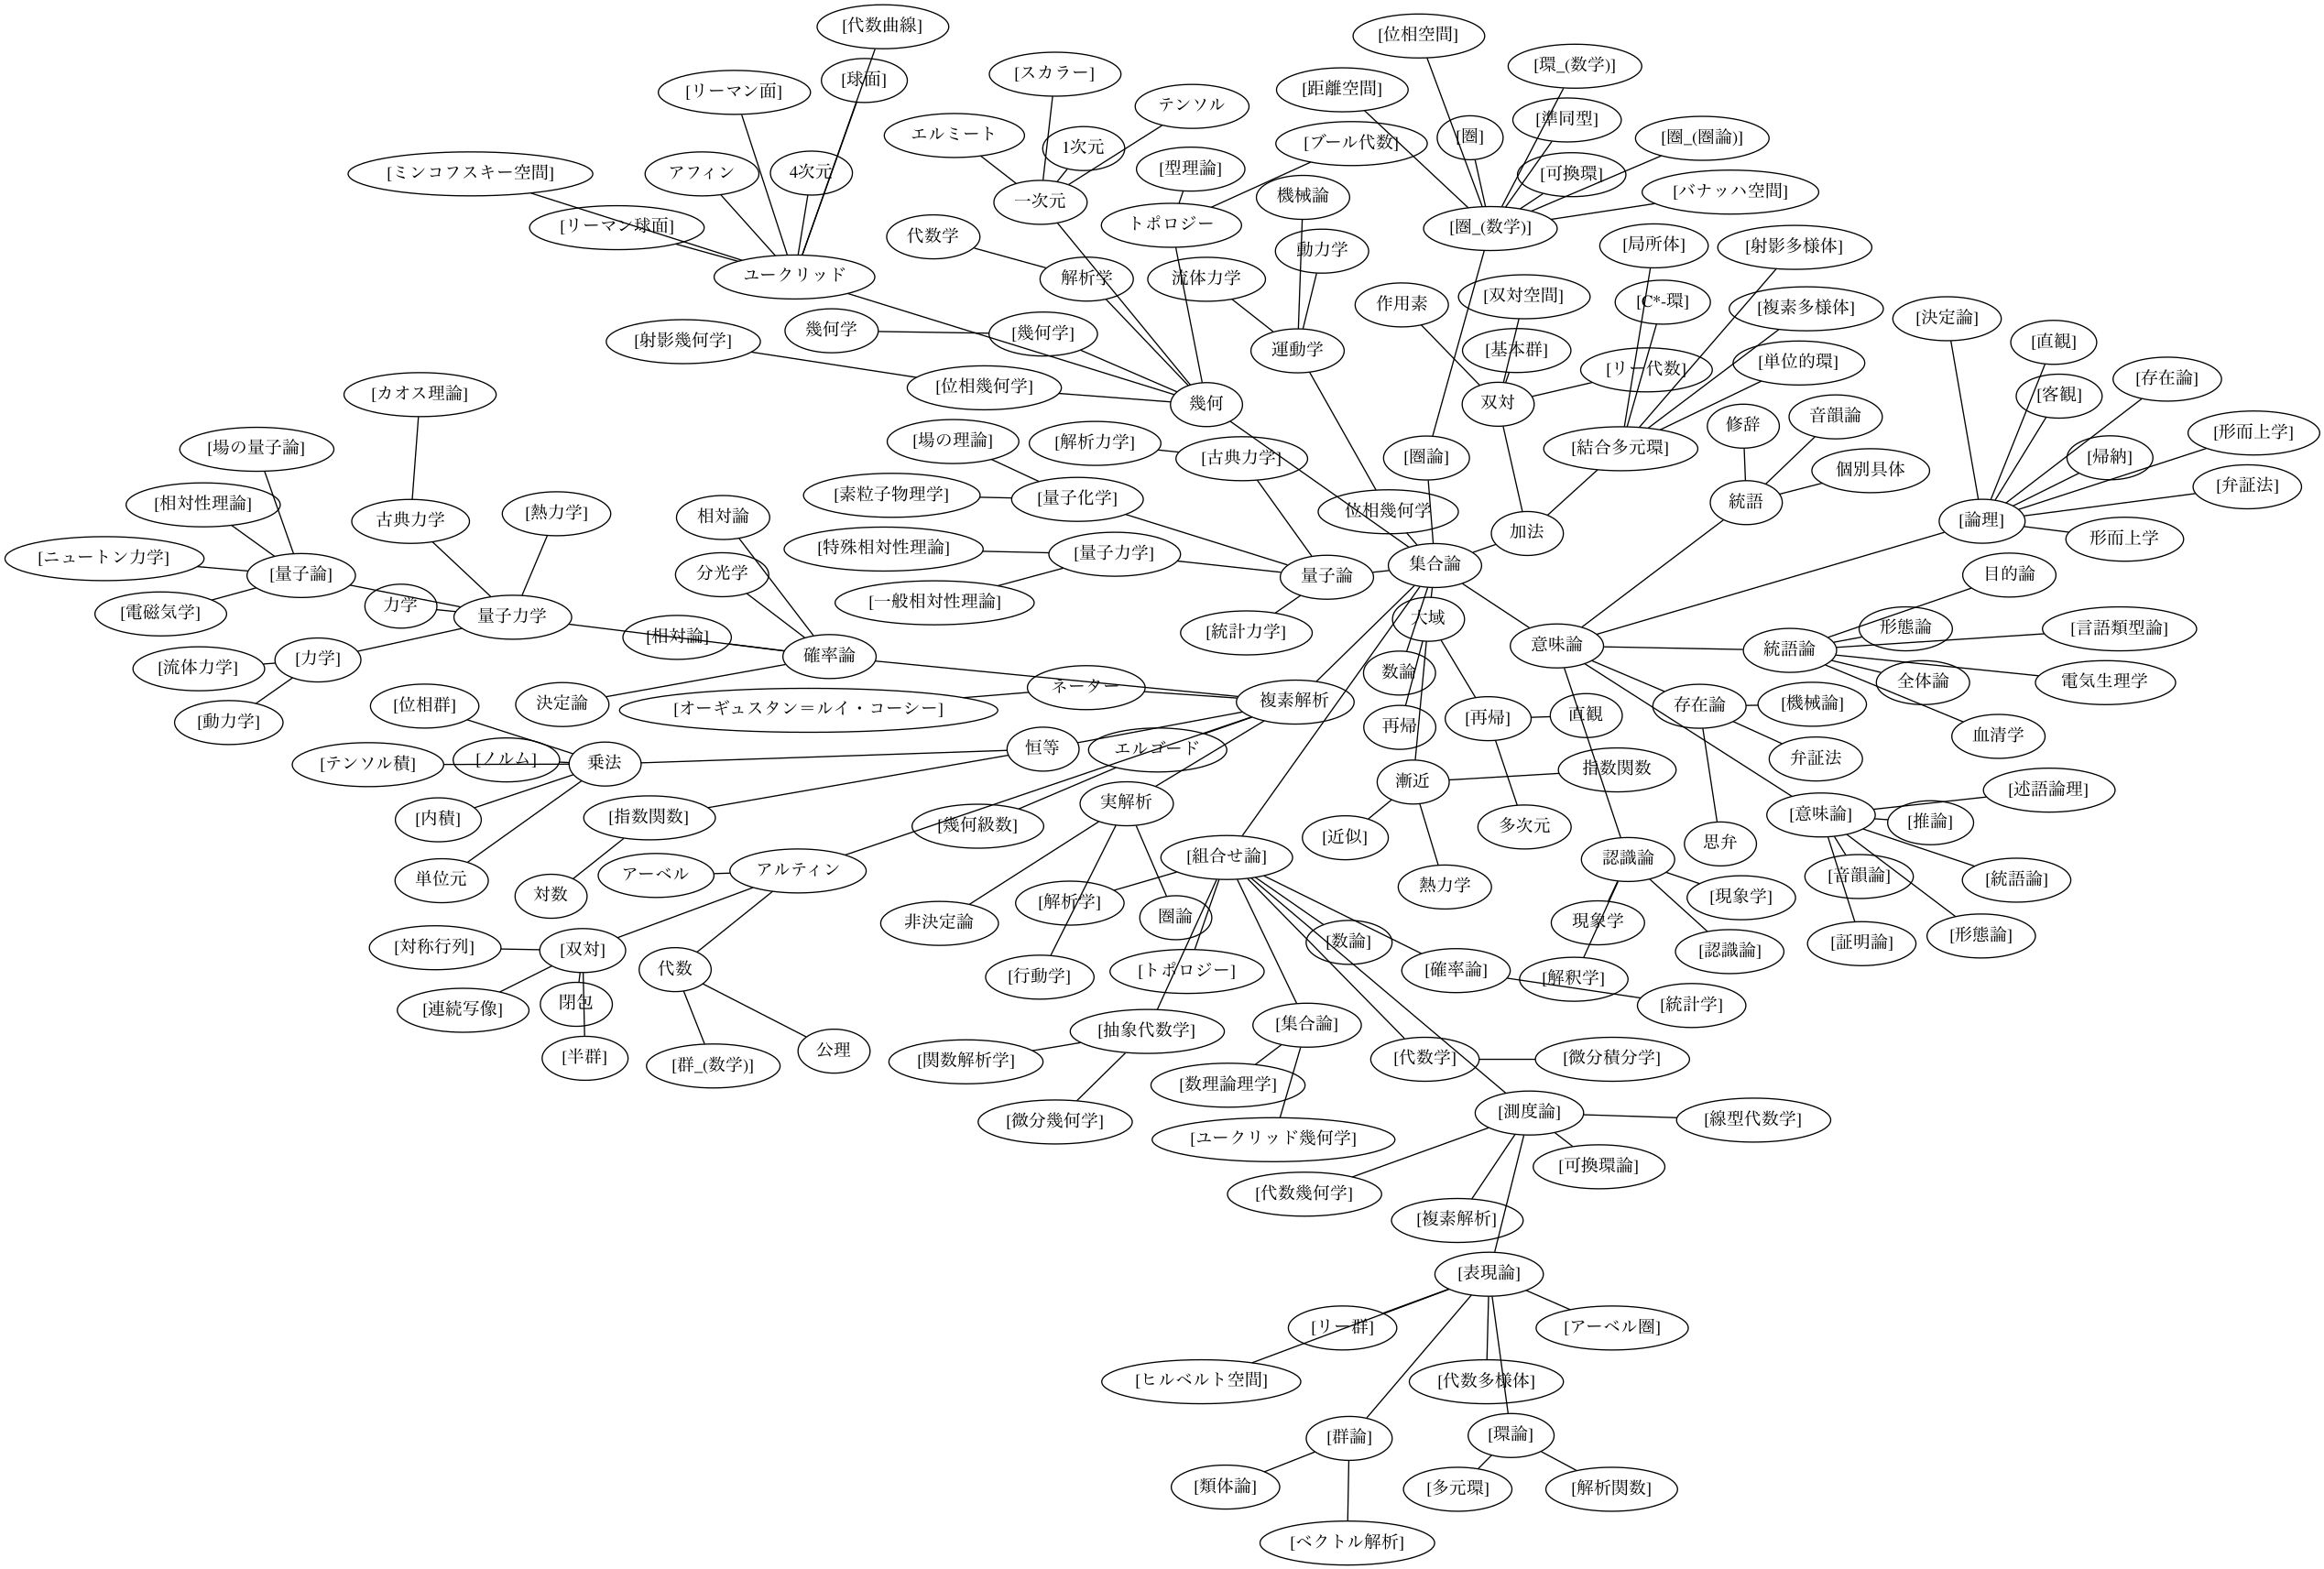 [代数曲線]
[位相空間]
[環_(数学)]
[スカラー]
[球面]
[リーマン面]
[距離空間]
テンソル
[準同型]
エルミート
[圏]
[圏_(圏論)]
[ブール代数]
1次元
[型理論]
4次元
[ミンコフスキー空間]
アフィン
[可換環]
[バナッハ空間]
機械論
一次元
[リーマン球面]
トポロジー
[圏_(数学)]
代数学
[局所体]
[射影多様体]
動力学
ユークリッド
解析学
流体力学
作用素
[双対空間]
[C*-環]
[複素多様体]
[決定論]
幾何学
[幾何学]
[射影幾何学]
運動学
[基本群]
[直観]
[リー代数]
[単位的環]
[存在論]
[カオス理論]
[位相幾何学]
幾何
双対
[客観]
[場の量子論]
[場の理論]
[解析力学]
[古典力学]
[圏論]
[結合多元環]
修辞
音韻論
[形而上学]
[帰納]
[相対性理論]
[素粒子物理学]
[量子化学]
個別具体
[弁証法]
古典力学
[熱力学]
相対論
位相幾何学
加法
統語
[論理]
形而上学
[ニュートン力学]
[特殊相対性理論]
[量子力学]
[量子論]
分光学
量子論
集合論
目的論
[電磁気学]
力学
量子力学
[一般相対性理論]
大域
[相対論]
[統計力学]
形態論
[言語類型論]
[流体力学]
[力学]
確率論
意味論
統語論
数論
全体論
電気生理学
決定論
[オーギュスタン＝ルイ・コーシー]
ネーター
複素解析
[位相群]
[動力学]
再帰
[再帰]
直観
存在論
[機械論]
血清学
[テンソル積]
[ノルム]
乗法
恒等
エルゴード
弁証法
漸近
指数関数
[内積]
[指数関数]
[幾何級数]
実解析
[近似]
多次元
思弁
[意味論]
[述語論理]
[推論]
単位元
対数
アーベル
アルティン
[組合せ論]
熱力学
認識論
[音韻論]
[統語論]
非決定論
[解析学]
圏論
現象学
[現象学]
[対称行列]
[双対]
[数論]
[認識論]
[証明論]
[形態論]
代数
[行動学]
[トポロジー]
[確率論]
[解釈学]
[連続写像]
閉包
[統計学]
[半群]
[群_(数学)]
公理
[抽象代数学]
[集合論]
[関数解析学]
[数理論理学]
[代数学]
[微分積分学]
[微分幾何学]
[ユークリッド幾何学]
[測度論]
[線型代数学]
[代数幾何学]
[可換環論]
[複素解析]
[表現論]
[リー群]
[アーベル圏]
[ヒルベルト空間]
[代数多様体]
[群論]
[環論]
[類体論]
[多元環]
[解析関数]
[ベクトル解析]